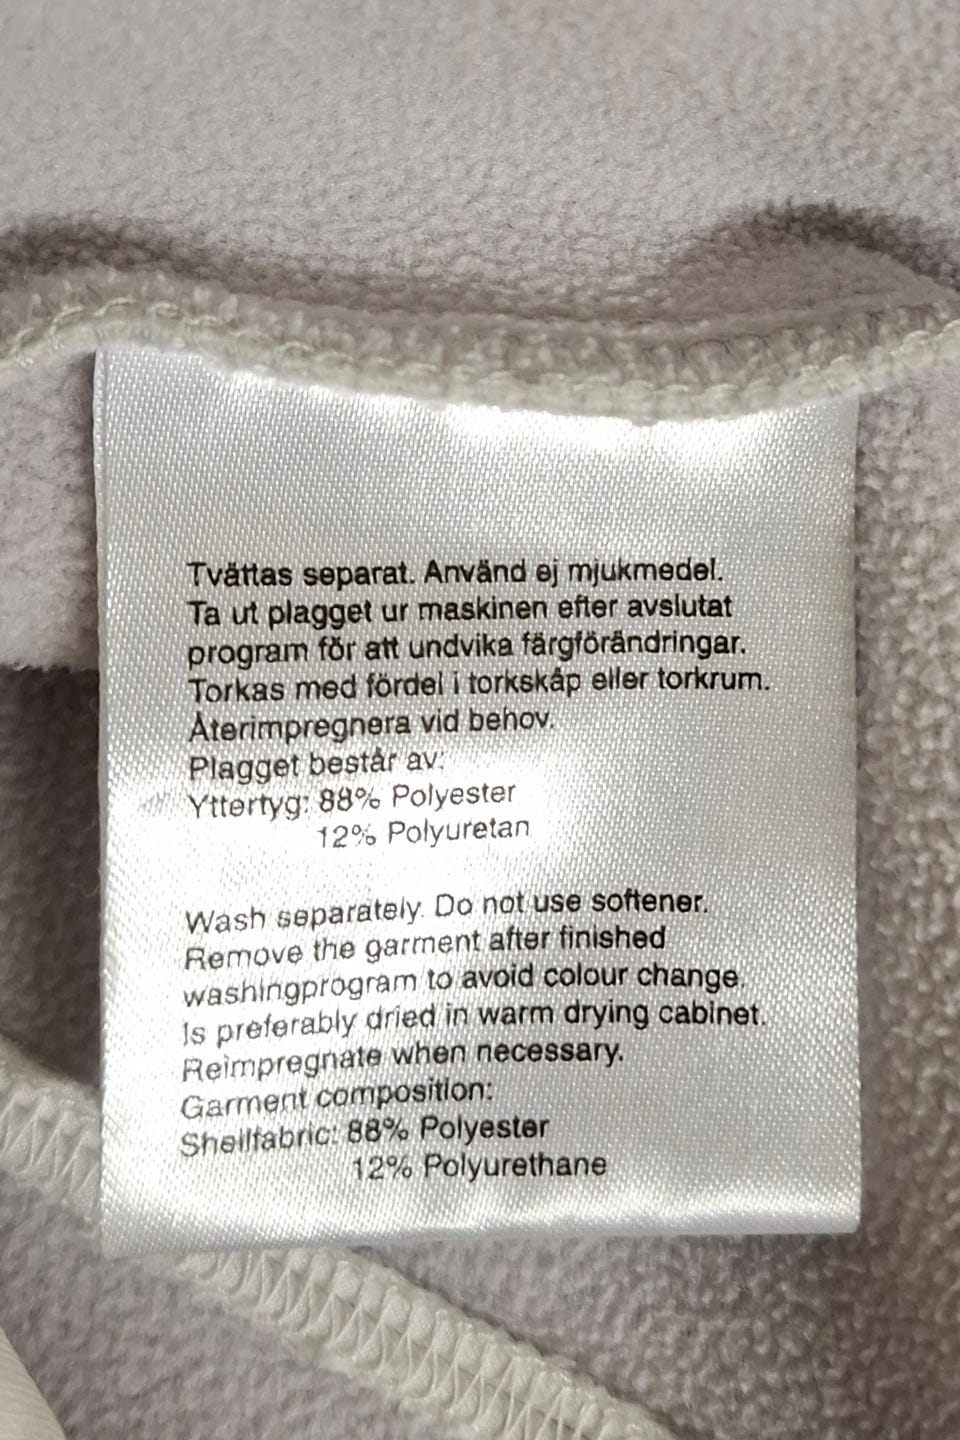 Tvättas separat. Använd ej mjukmedel.
Ta ut plagget ur maskinen efter avslutat
program för att undvika färgförändringar.
Torkas med fördel i torkskåp eller torkrum.
Återimpregnera vid behov.
Plagget består av:
Yttertyg: 88% Polyester
12% Polyuretan
Wash separately. Do not use softener.
Remove the garment after finished
washingprogram to avoid colour change.
Is preferably dried in warm drying cabinet.
Reimpregnate when necessary.
Garment composition:
Shellfabric: 88% Polyester
12% Polyurethane